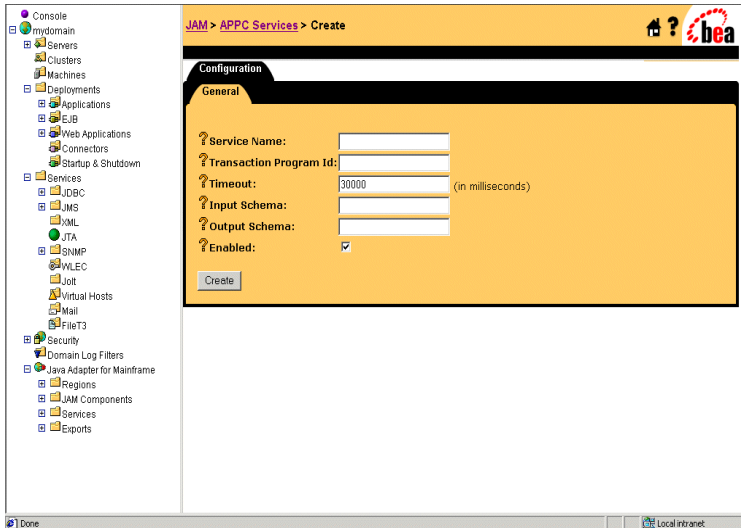 Console
mydomain
Servers
Clusters
Machines
Deployments
Applications
EJB
Web Applications
Connectors
Startup & Shutdown
Services
JDBC
JMS
XML
JTA
SNMP
WLEC
Jolt
Virtual Hosts
Mail
FileT3
Security
Domain Log Filters
Java Adapter for Mainframe
Regions
JAM Components
Services
Exports
JAM > APPC Services > Create
? bea
Configuration
General
? Service Name:
? Transaction Program Id:
? Timeout: 30000 (in milliseconds)
? Input Schema:
? Output Schema:
? Enabled:
Create
Done Local intranet